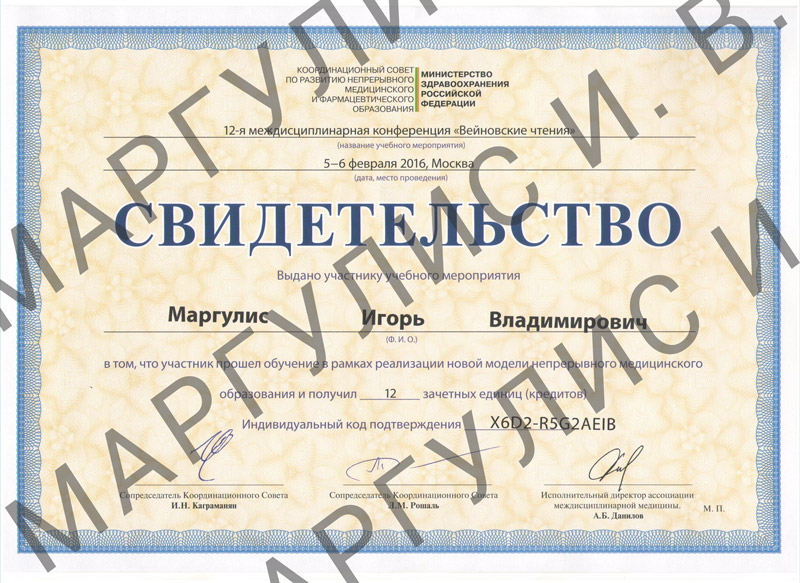 КООРДИНАЦИОННЫЙ СОВЕТ
ПО РАЗВИТИЮ НЕПРЕРЫВНОГО
МЕДИЦИНСКОГО
И ФАРМАЦЕВТИЧЕСКОГО
ОБРАЗОВАНИЯ
МИНИСТЕРСТВО
ЗДРАВООХРАНЕНИЯ
РОССИЙСКОЙ
ФЕДЕРАЦИИ
12-я междисциплинарная конференция «Вейновские чтения»
(название учебного мероприятия)
5–6 февраля 2016, Москва
(дата, место проведения)
СВИДЕТЕЛЬСТВО
Выдано участнику учебного мероприятия
Маргулис Игорь Владимирович
(Ф. И. О.)
в том, что участник прошел обучение в рамках реализации новой модели непрерывного медицинского
образования и получил 12 зачетных единиц (кредитов)
Индивидуальный код подтверждения X6D2-R5G2AEIB
Сопредседатель Координационного Совета
И.Н. Каграманян
Сопредседатель Координационного Совета
Л.М. Рошаль
Исполнительный директор ассоциации
междисциплинарной медицины.
А.Б. Данилов
М. П.
МАРГУЛИС И. В.
МАРГУЛИС И
МАРГУ